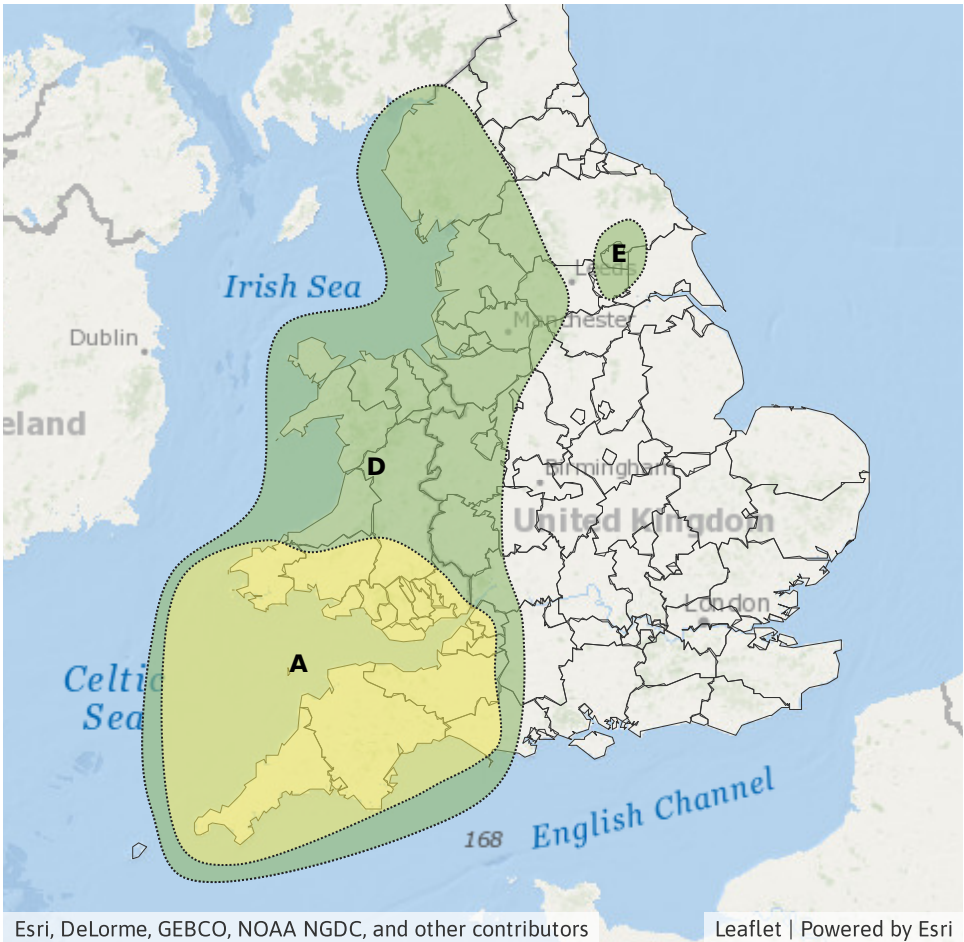 E
Leeds
Irish Sea
Manchester
Dublin
eland
D
Birmingham
United Kingdom
London
A
Celtic
Sea
English Channel
168
Esri, DeLorme, GEBCO, NOAA NGDC, and other contributors
Leaflet | Powered by Esri